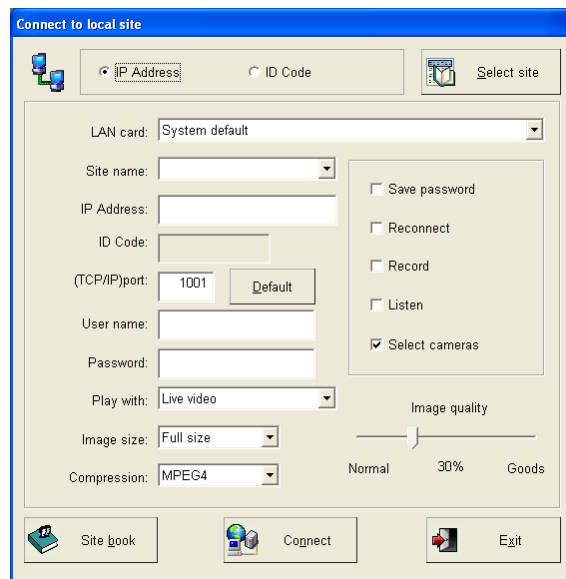 Connect to local site
IP Address
ID Code
Select site
LAN card: System default
Site name:
IP Address:
ID Code:
(TCP/IP)port: 1001 Default
User name:
Password:
Play with: Live video
Image size: Full size
Compression: MPEG4
Save password
Reconnect
Record
Listen
Select cameras
Image quality
Normal 30% Goods
Site book
Connect
Exit